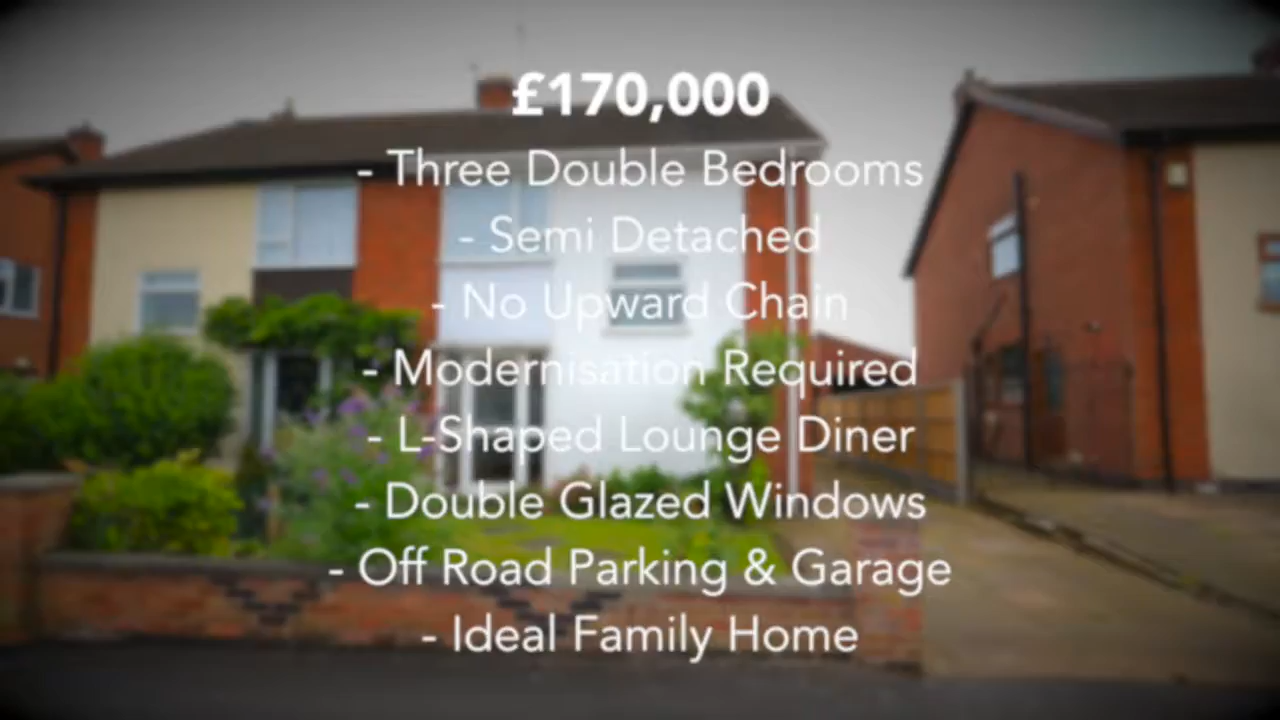 £170,000
- Three Double Bedrooms
- Semi Detached
- No Upward Chain
- Modernisation Required
- L-Shaped Lounge Diner
- Double Glazed Windows
- Off Road Parking & Garage
- Ideal Family Home